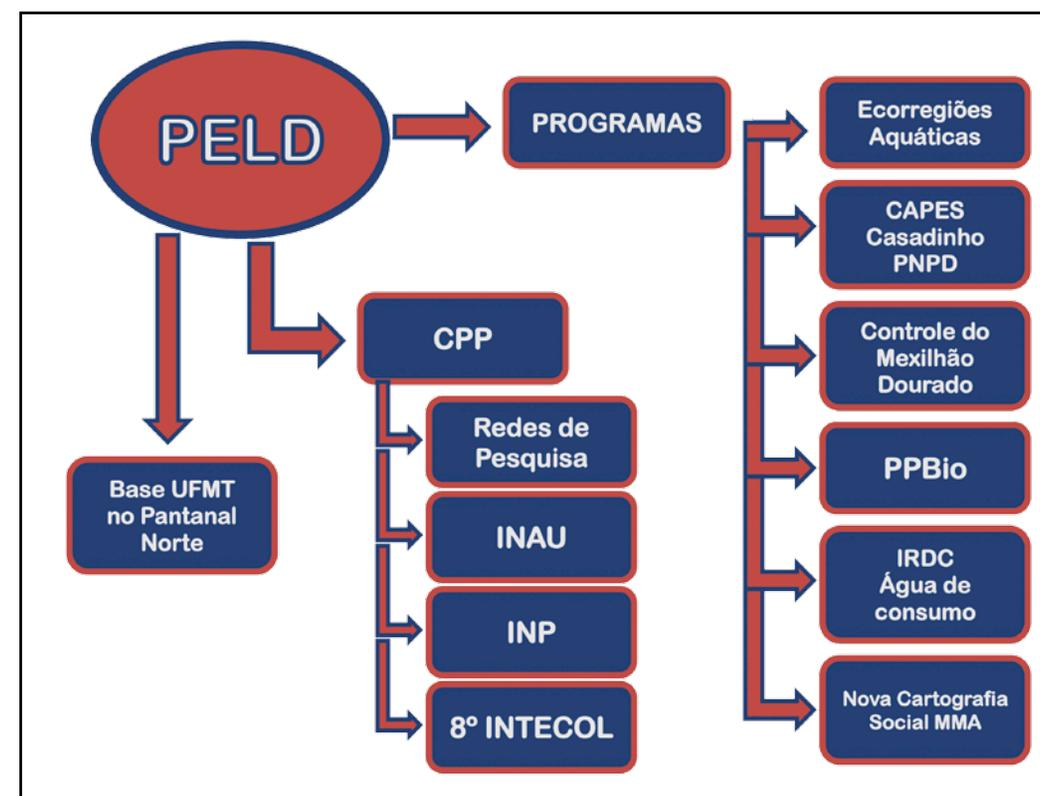 PELD
PROGRAMAS
Ecorregiões
Aquáticas
CAPES
Casadinho
PNPD
Controle do
Mexilhão
Dourado
PPBio
IRDC
Água de
consumo
Nova Cartografia
Social MMA
CPP
Redes de
Pesquisa
INAU
INP
8º INTECOL
Base UFMT
no Pantanal
Norte